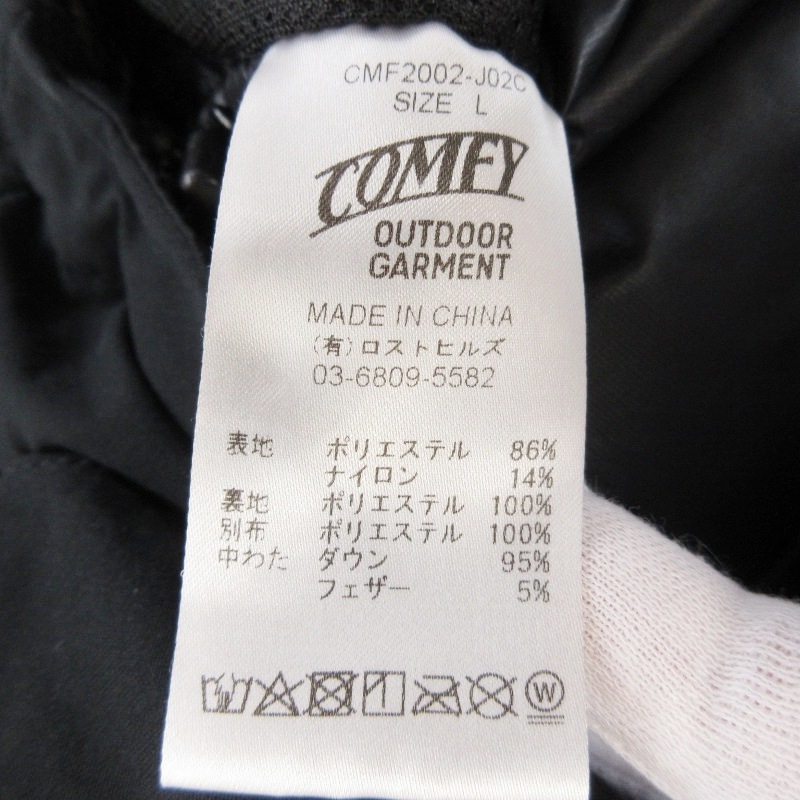 CMF2002-J02C
SIZE L
COMFY
OUTDOOR
GARMENT
MADE IN CHINA
(有)ロストヒルズ
03-6809-5582
表地 ポリエステル 86%
ナイロン 14%
裏地 ポリエステル 100%
別布 ポリエステル 100%
中わた ダウン 95%
フェザー 5%
W